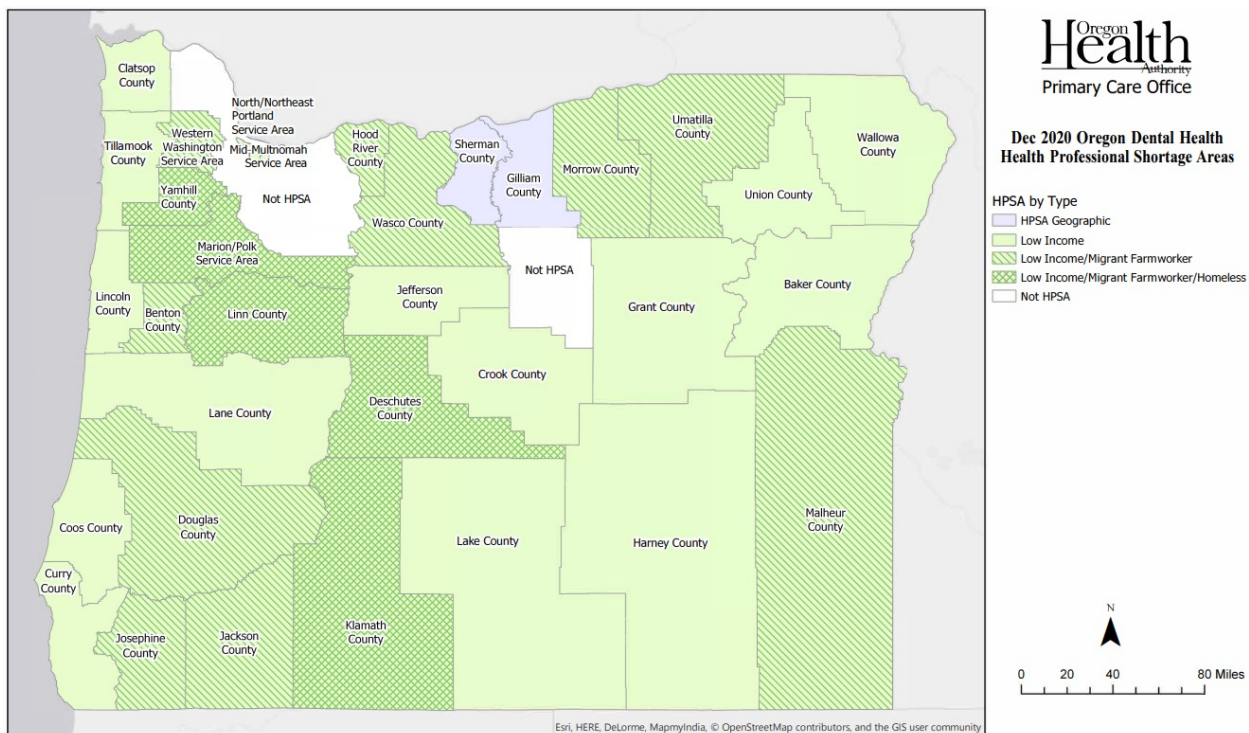 Clatsop
County
North/Northeast
Portland
Service Area
Western
Washington
Service Area
Mid-Multnomah
Service Area
Tillamook
County
Hood
River
County
Sherman
County
Gilliam
County
Morrow County
Umatilla
County
Wallowa
County
Union County
Yamhill
County
Not HPSA
Wasco County
Marion/Polk
Service Area
Not HPSA
Jefferson
County
Grant County
Baker County
Lincoln
County
Benton
County
Linn County
Crook County
Lane County
Deschutes
County
Coos County
Douglas
County
Lake County
Harney County
Malheur
County
Curry
County
Josephine
County
Jackson
County
Klamath
County
Esri, HERE, DeLorme, MapmyIndia, © OpenStreetMap contributors, and the GIS user community
Oregon
Health
Authority
Primary Care Office
Dec 2020 Oregon Dental Health
Health Professional Shortage Areas
HPSA by Type
HPSA Geographic
Low Income
Low Income/Migrant Farmworker
Low Income/Migrant Farmworker/Homeless
Not HPSA
N
0 20 40 80 Miles